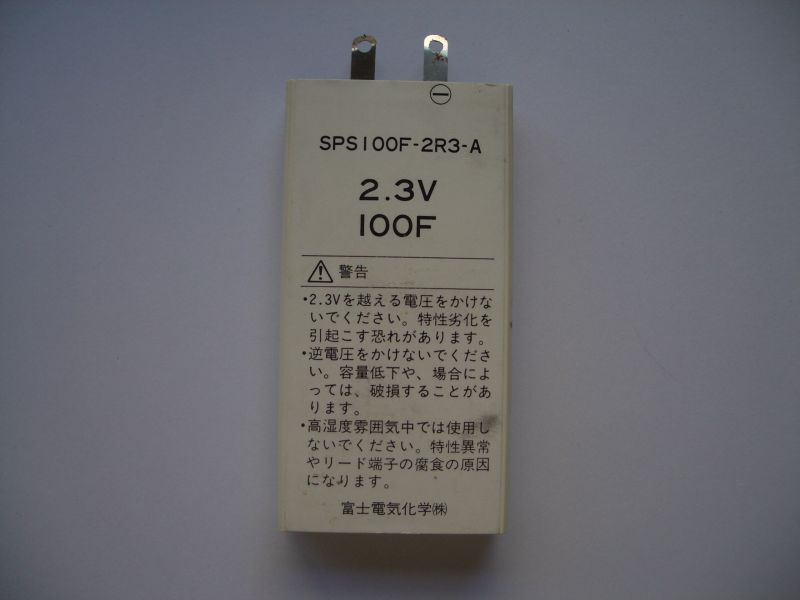 ⊖
SPS100F-2R3-A
2.3V
100F
⚠ 警告
・2.3Vを越える電圧をかけな
いでください。特性劣化を
引起こす恐れがあります。
・逆電圧をかけないでくださ
い。容量低下や、場合によ
っては、破損することがあ
ります。
・高湿度雰囲気中では使用し
ないでください。特性異常
やリード端子の腐食の原因
になります。
富士電気化学㈱